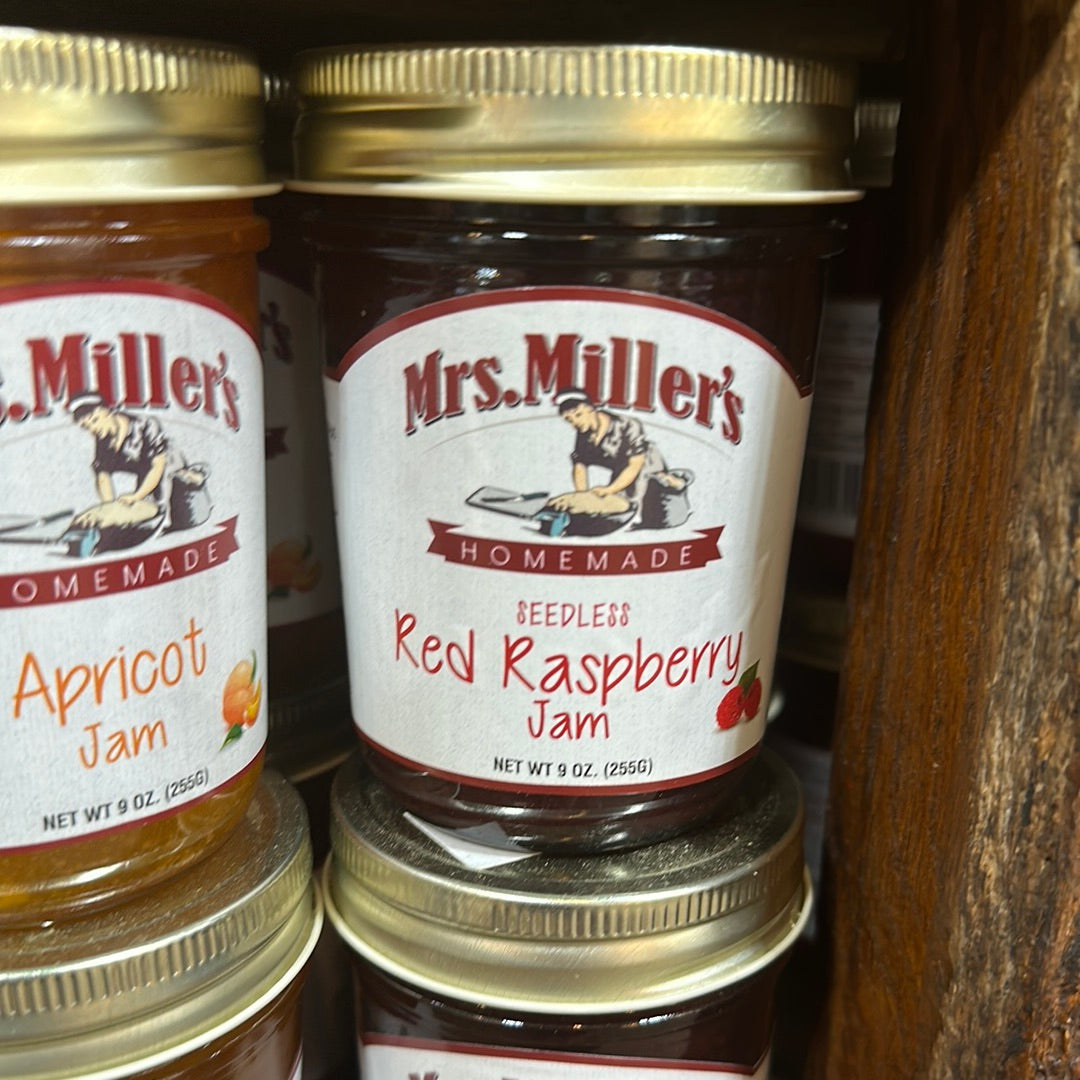 Mrs. Miller's
HOMEMADE
SEEDLESS
Red Raspberry
Jam
NET WT 9 OZ. (255G)
s. Miller's
OMEMADE
Apricot
Jam
NET WT 9 OZ. (255G)